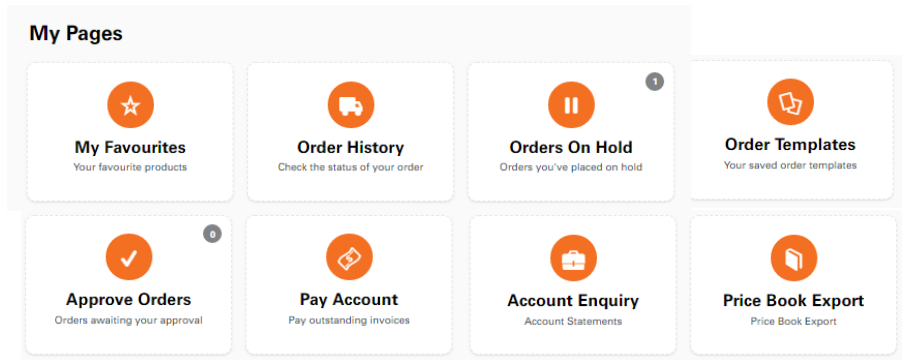 My Pages
1
My Favourites
Your favourite products
Order History
Check the status of your order
Orders On Hold
Orders you've placed on hold
Order Templates
Your saved order templates
0
Approve Orders
Orders awaiting your approval
Pay Account
Pay outstanding invoices
Account Enquiry
Account Statements
Price Book Export
Price Book Export